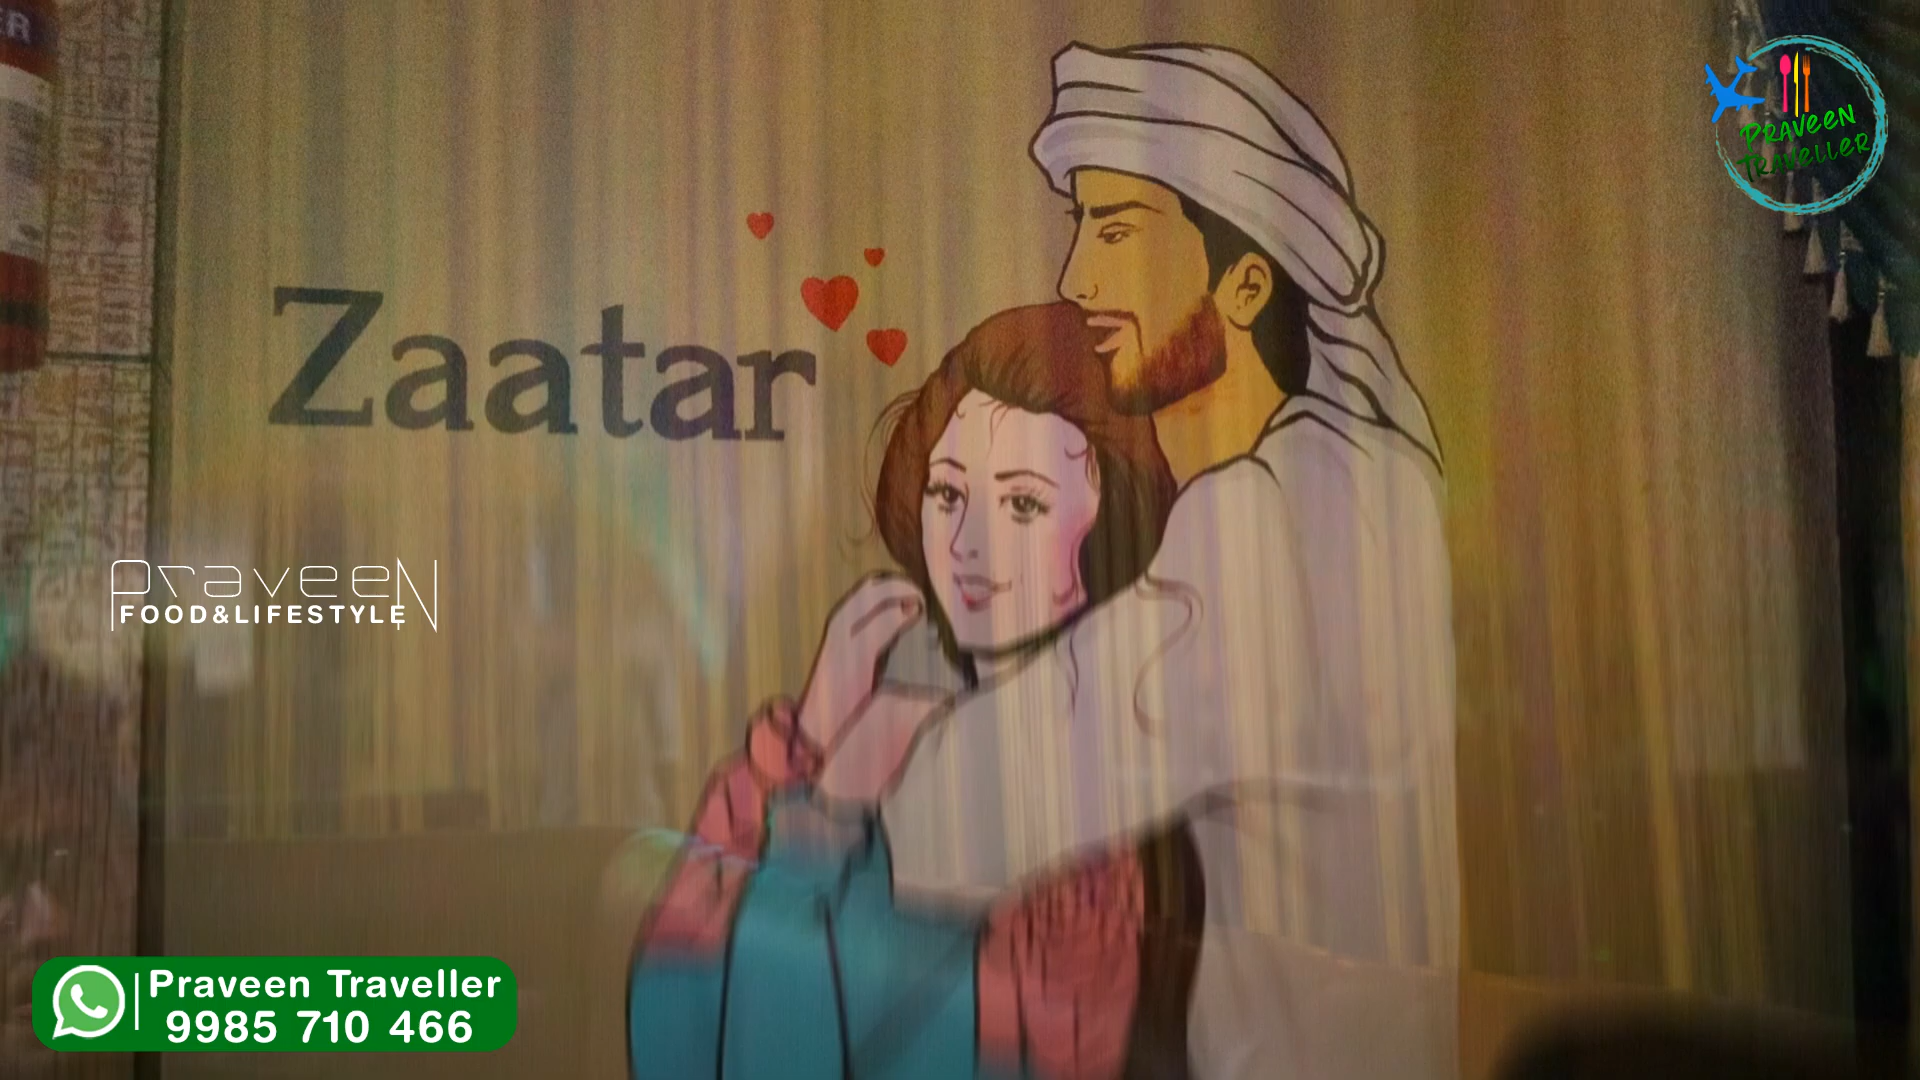 Zaatar
PRAVEEN
TRAVELLER
PraveeN
FOOD&LIFESTYLE
Praveen Traveller
9985 710 466